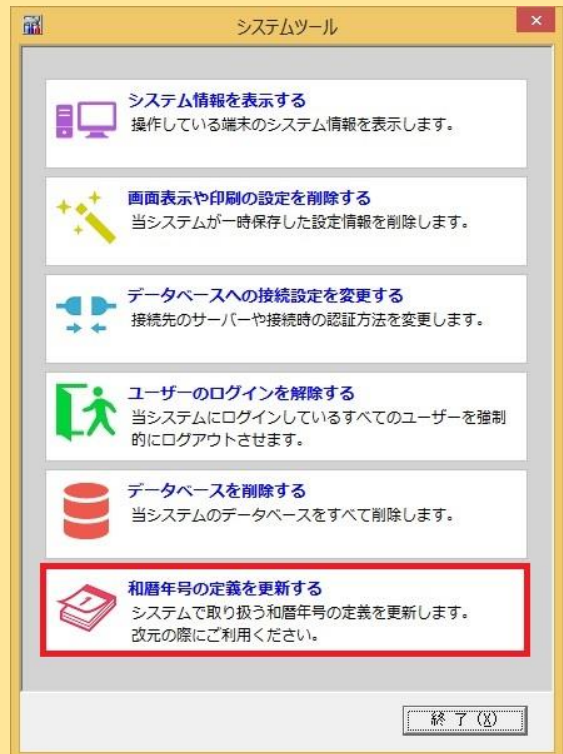 システムツール
システム情報を表示する
操作している端末のシステム情報を表示します。
画面表示や印刷の設定を削除する
当システムが一時保存した設定情報を削除します。
データベースへの接続設定を変更する
接続先のサーバーや接続時の認証方法を変更します。
ユーザーのログインを解除する
当システムにログインしているすべてのユーザーを強制
的にログアウトさせます。
データベースを削除する
当システムのデータベースをすべて削除します。
和暦年号の定義を更新する
システムで取り扱う和暦年号の定義を更新します。
改元の際にご利用ください。
終 了 (X)